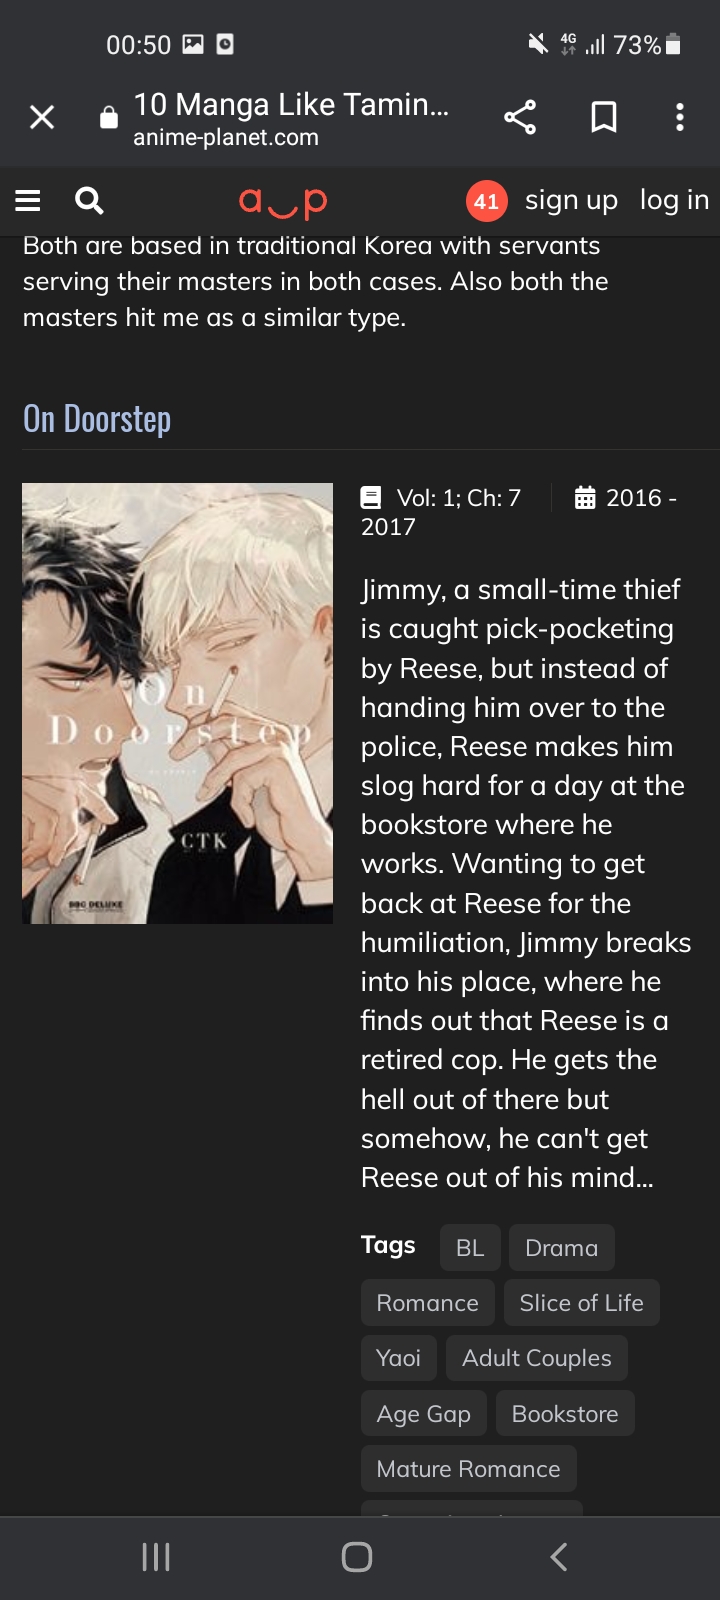 00:50
4G
73%
10 Manga Like Tamin...
anime-planet.com
a‿p
41
sign up
log in
Both are based in traditional Korea with servants
serving their masters in both cases. Also both the
masters hit me as a similar type.
On Doorstep
Vol: 1; Ch: 7
2016 -
2017
On
Doorstep
CTK
BBC DELUXE
Jimmy, a small-time thief
is caught pick-pocketing
by Reese, but instead of
handing him over to the
police, Reese makes him
slog hard for a day at the
bookstore where he
works. Wanting to get
back at Reese for the
humiliation, Jimmy breaks
into his place, where he
finds out that Reese is a
retired cop. He gets the
hell out of there but
somehow, he can't get
Reese out of his mind...
Tags
BL
Drama
Romance
Slice of Life
Yaoi
Adult Couples
Age Gap
Bookstore
Mature Romance